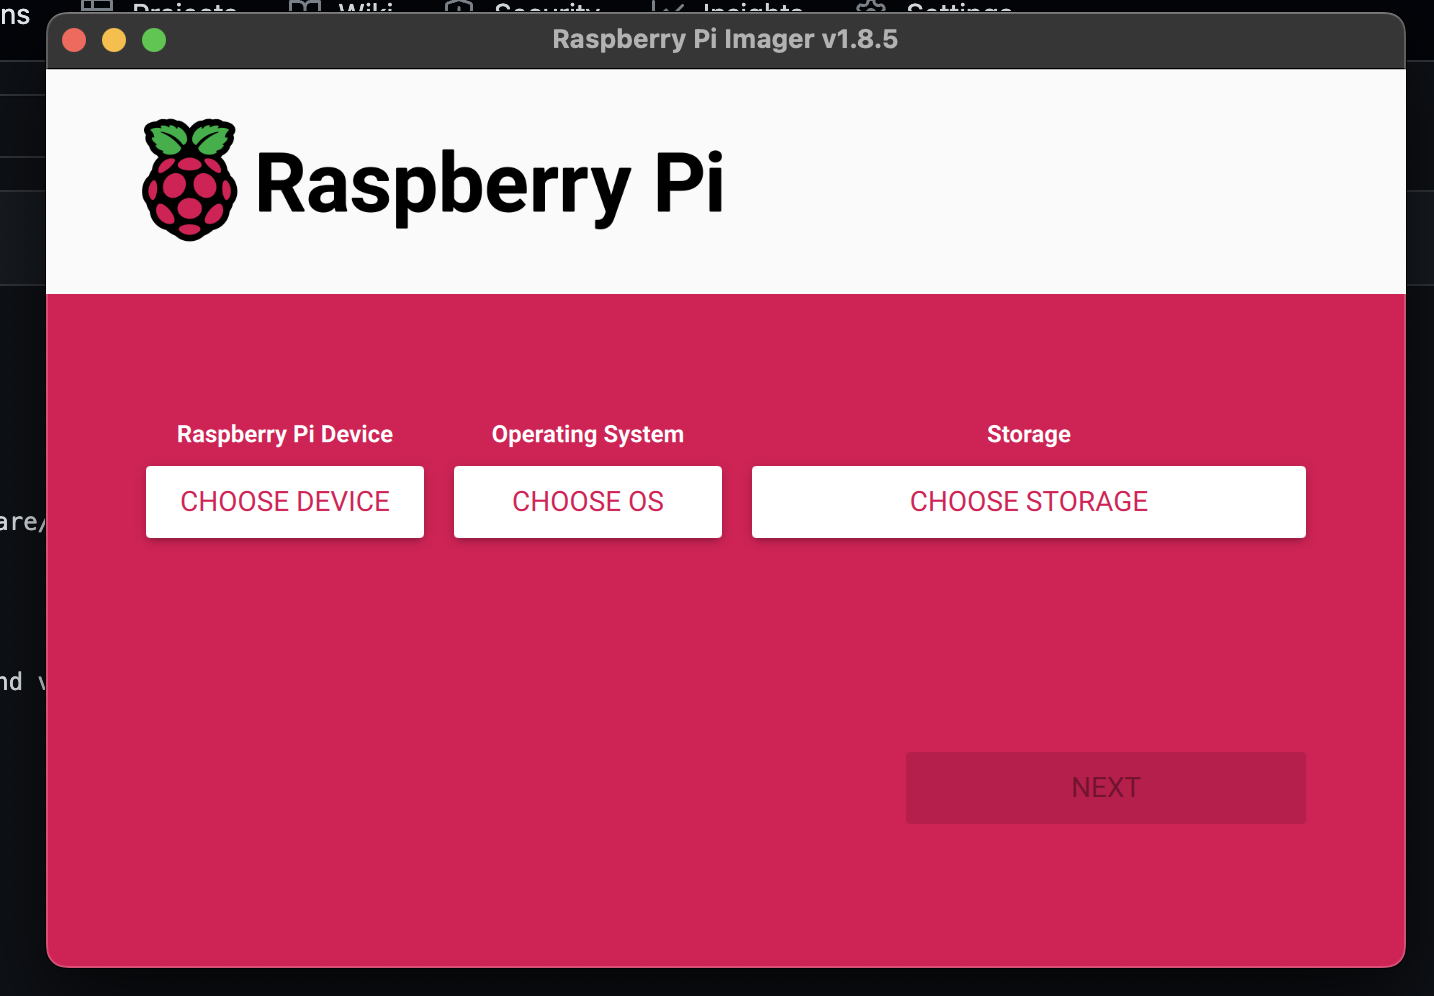 ns Projects Wiki Security Insights Settings
Raspberry Pi Imager v1.8.5
Raspberry Pi
Raspberry Pi Device Operating System Storage
CHOOSE DEVICE CHOOSE OS CHOOSE STORAGE
are/
nd
NEXT